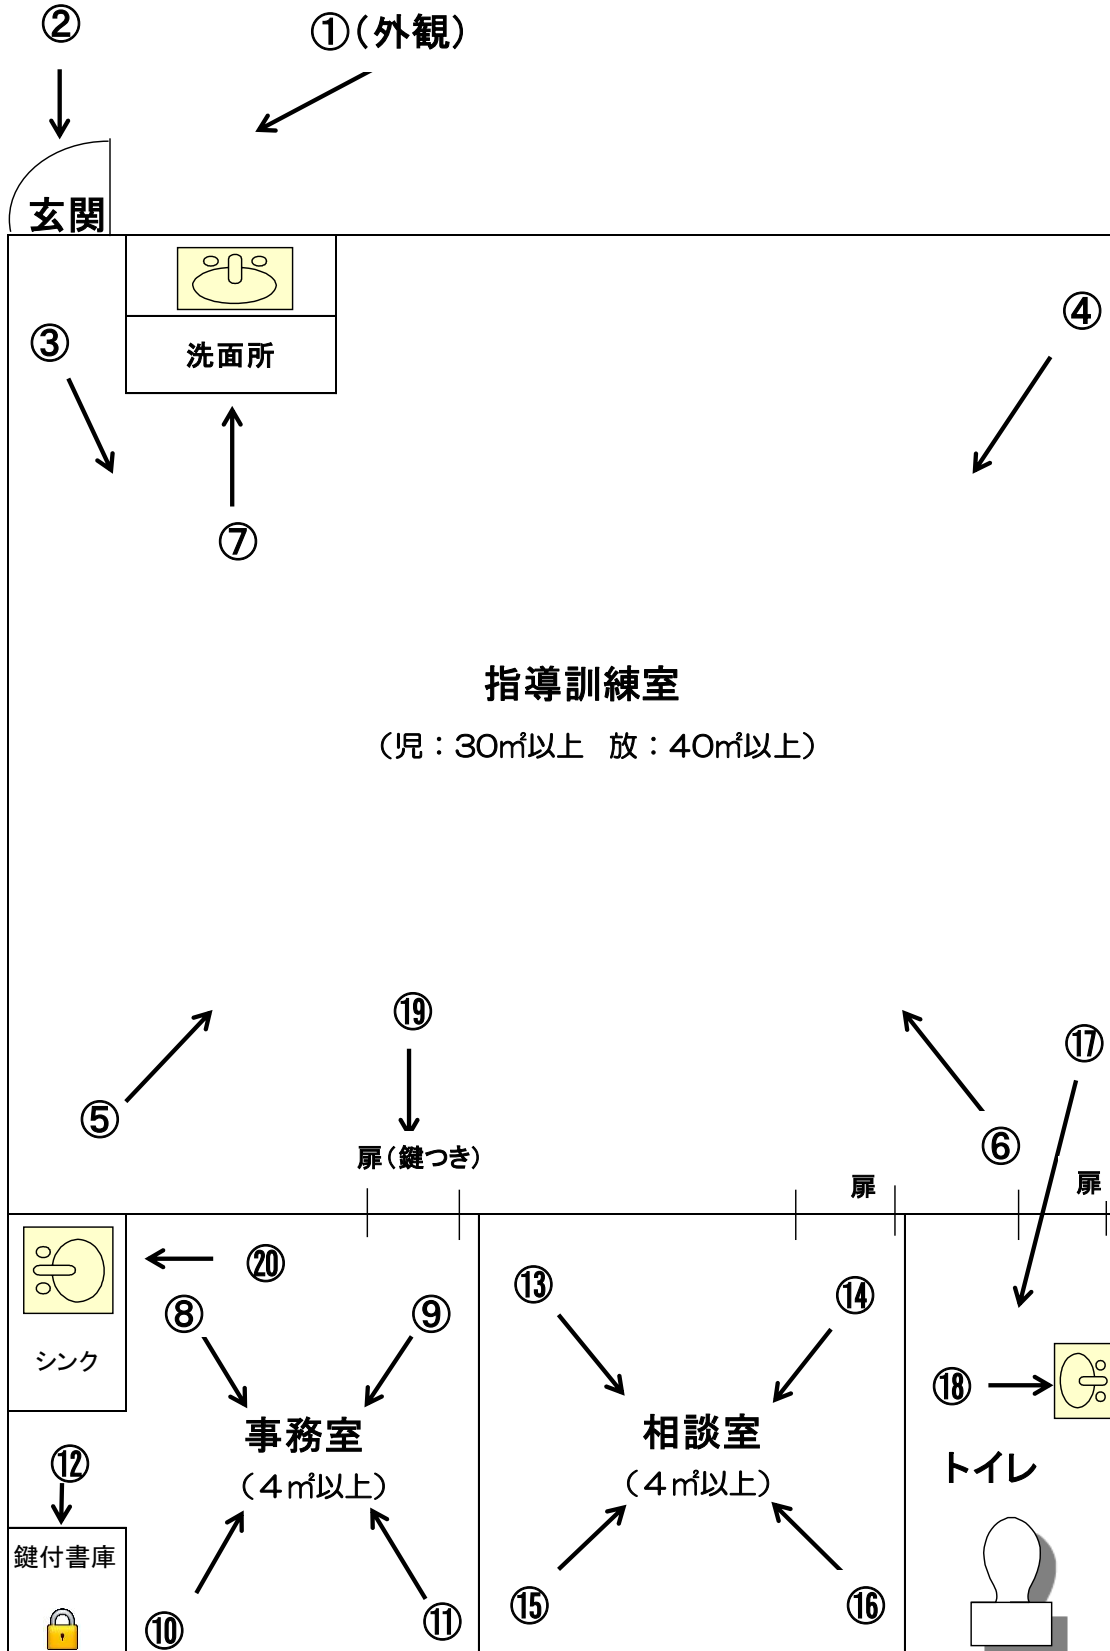 ②
①(外観)
玄関
④
③
洗面所
⑦
指導訓練室
(児:30㎡以上 放:40㎡以上)
⑲
⑰
⑤
⑥
扉(鍵つき)
扉
扉
⑳
⑬
⑭
⑧
⑨
シンク
⑱
事務室
相談室
⑫
トイレ
(4㎡以上)
(4㎡以上)
鍵付書庫
⑩
⑪
⑮
⑯